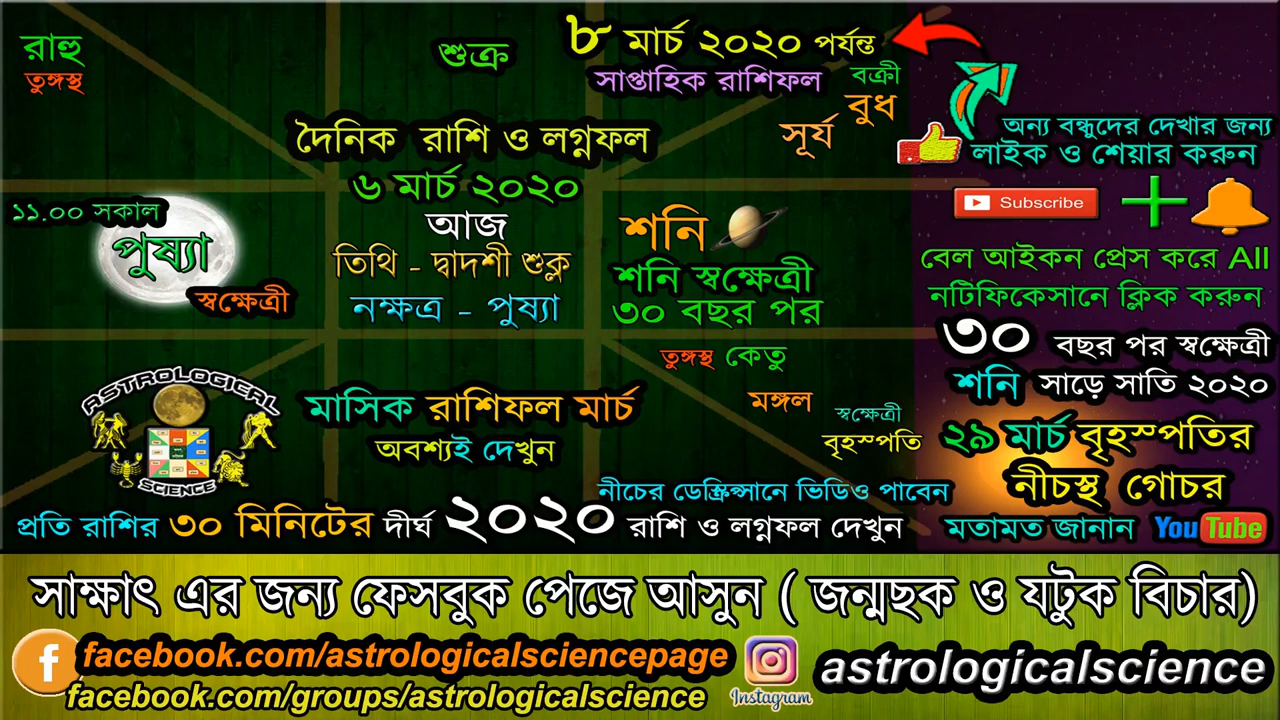 রাহু
তুঙ্গস্থ
শুক্র
৮ মার্চ ২০২০ পর্যন্ত
সাপ্তাহিক রাশিফল
বক্রী
বুধ
সূর্য
দৈনিক রাশি ও লগ্নফল
৬ মার্চ ২০২০
আজ
তিথি - দ্বাদশী শুক্ল
নক্ষত্র - পুষ্যা
১১.০০ সকাল
পুষ্যা
স্বক্ষেত্রী
শনি
শনি স্বক্ষেত্রী
৩০ বছর পর
তুঙ্গস্থ কেতু
মঙ্গল
স্বক্ষেত্রী
বৃহস্পতি
ASTROLOGICAL
SCIENCE
মাসিক রাশিফল মার্চ
অবশ্যই দেখুন
নীচের ডেস্ক্রিপ্সানে ভিডিও পাবেন
প্রতি রাশির ৩০ মিনিটের দীর্ঘ ২০২০ রাশি ও লগ্নফল দেখুন
অন্য বন্ধুদের দেখার জন্য
লাইক ও শেয়ার করুন
Subscribe
বেল আইকন প্রেস করে All
নটিফিকেসানে ক্লিক করুন
৩০ বছর পর স্বক্ষেত্রী
শনি সাড়ে সাতি ২০২০
২৯ মার্চ বৃহস্পতির
নীচস্থ গোচর
মতামত জানান YouTube
সাক্ষাৎ এর জন্য ফেসবুক পেজে আসুন ( জন্মছক ও যটুক বিচার)
facebook.com/astrologicalsciencepage
facebook.com/groups/astrologicalscience
Instagram
astrologicalscience